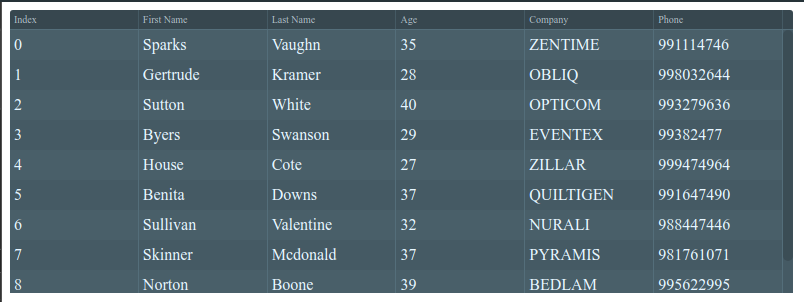 Index First Name Last Name Age Company Phone
0 Sparks Vaughn 35 ZENTIME 991114746
1 Gertrude Kramer 28 OBLIQ 998032644
2 Sutton White 40 OPTICOM 993279636
3 Byers Swanson 29 EVENTEX 99382477
4 House Cote 27 ZILLAR 999474964
5 Benita Downs 37 QUILTIGEN 991647490
6 Sullivan Valentine 32 NURALI 988447446
7 Skinner Mcdonald 37 PYRAMIS 981761071
8 Norton Boone 39 BEDLAM 995622995